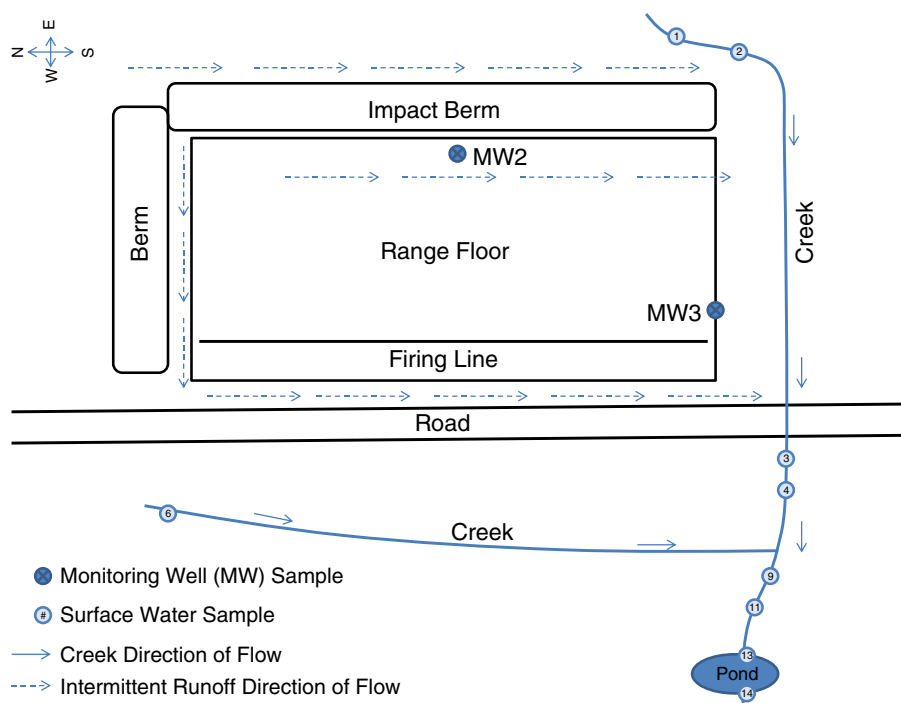 E
N S
W
1
2
Impact Berm
MW2
Berm
Range Floor
Creek
MW3
Firing Line
Road
3
4
6
Creek
9
11
13
Pond
14
Monitoring Well (MW) Sample
# Surface Water Sample
Creek Direction of Flow
Intermittent Runoff Direction of Flow